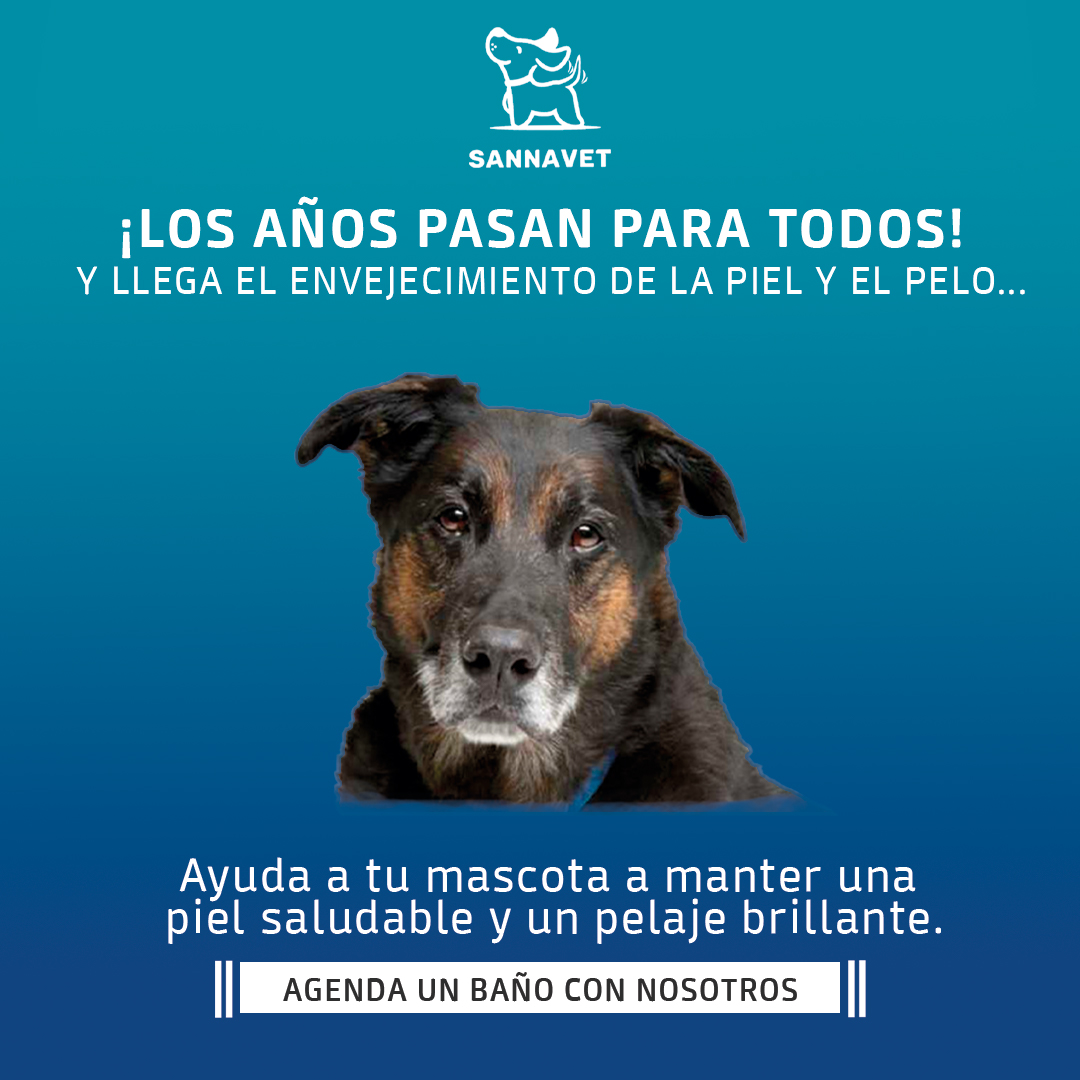 SANNAVET
¡LOS AÑOS PASAN PARA TODOS!
Y LLEGA EL ENVEJECIMIENTO DE LA PIEL Y EL PELO...
Ayuda a tu mascota a manter una
piel saludable y un pelaje brillante.
AGENDA UN BAÑO CON NOSOTROS